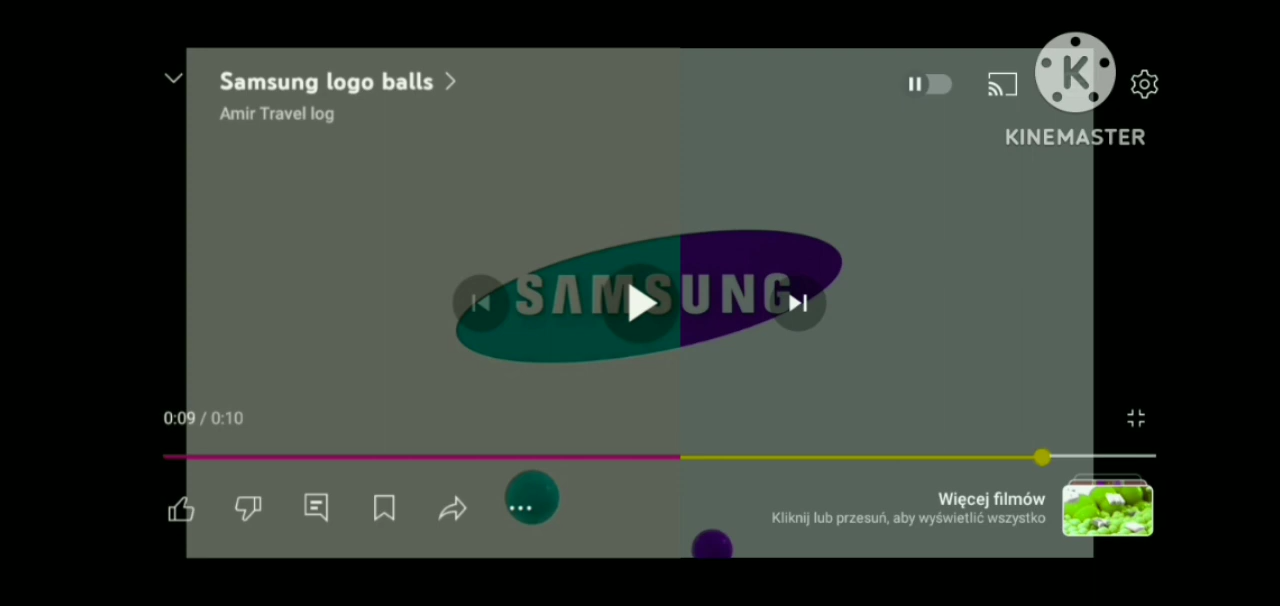 Samsung logo balls
Amir Travel log
K
KINEMASTER
SAMSUNG
0:09 / 0:10
Więcej filmów
Kliknij lub przesuń, aby wyświetlić wszystko